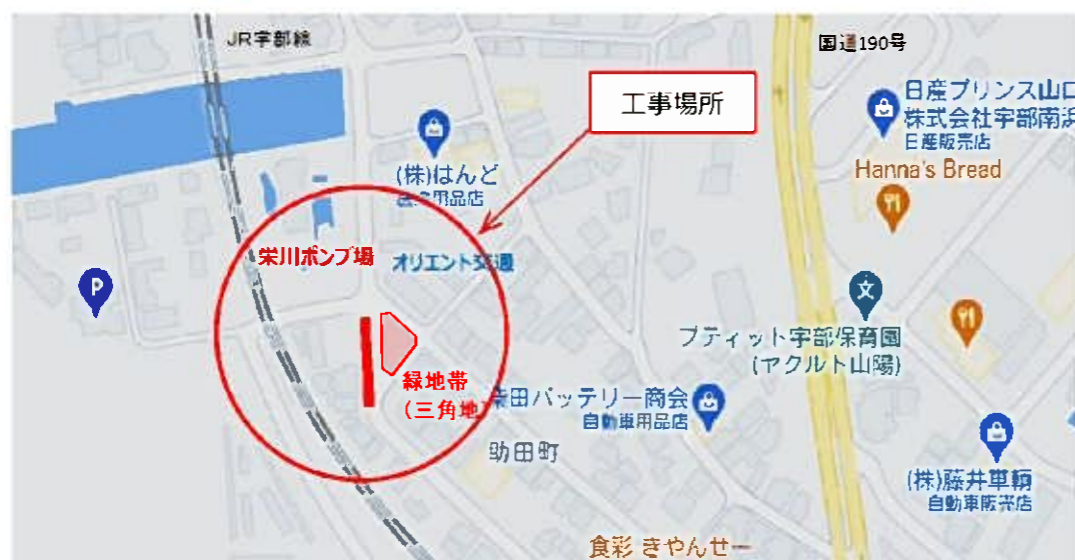 JR宇部線
国道190号
工事場所
日産プリンス山口
株式会社宇部南浜
日産販売店
(株)はんど
Hanna's Bread
栄川ポンプ場
オリエント交通
P
プティット宇部保育園
(ヤクルト山陽)
緑地帯
(三角地)
柴田バッテリー商会
自動車用品店
助田町
(株)藤井車輌
自動車販売店
食彩 きやんせー